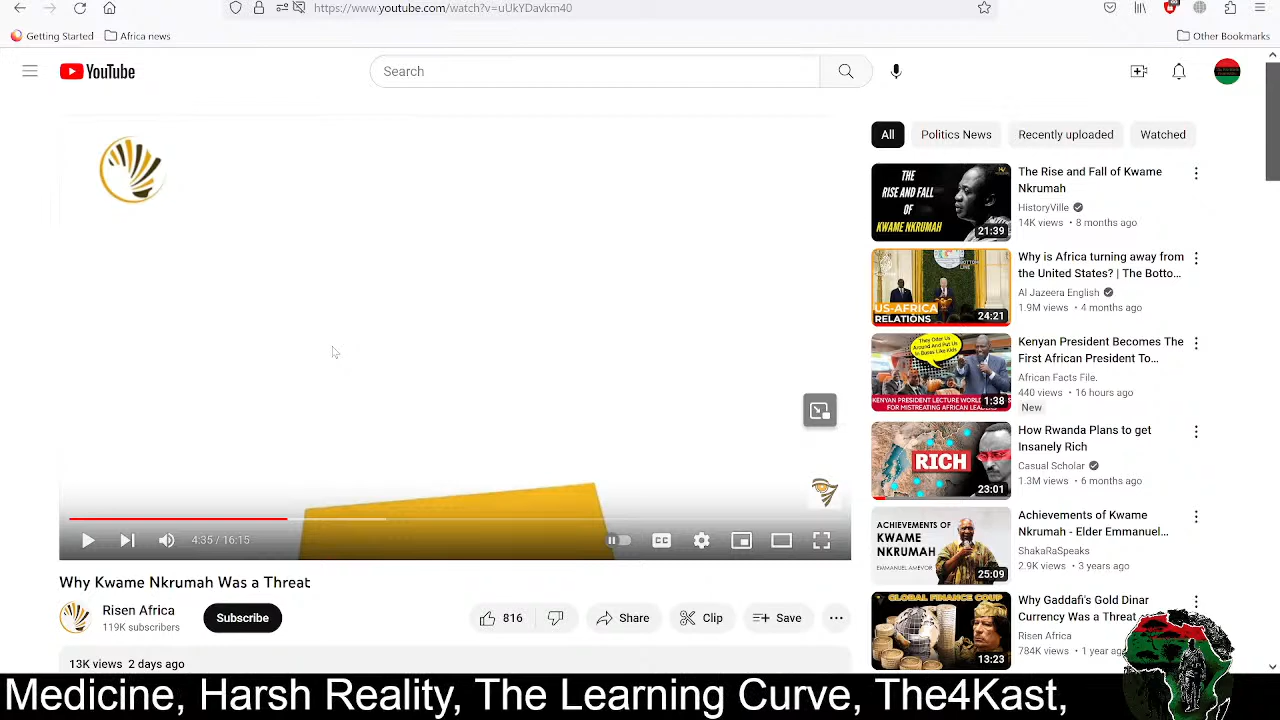 https://www.youtube.com/watch?v=uUkYDavkm40
Getting Started
Africa news
Other Bookmarks
YouTube
Search
All
Politics News
Recently uploaded
Watched
THE
RISE AND FALL
OF
KWAME NKRUMAH
21:39
The Rise and Fall of Kwame
Nkrumah
HistoryVille
14K views • 8 months ago
US-AFRICA
RELATIONS
24:21
Why is Africa turning away from
the United States? | The Botto...
Al Jazeera English
1.9M views • 4 months ago
KENYAN PRESIDENT LECTURE WORLD
FOR MISTREATING AFRICAN
1:38
Kenyan President Becomes The
First African President To...
African Facts File.
440 views • 16 hours ago
New
RICH
23:01
How Rwanda Plans to get
Insanely Rich
Casual Scholar
1.3M views • 6 months ago
ACHIEVEMENTS OF
KWAME
NKRUMAH
EMMANUEL AMEVOR
25:09
Achievements of Kwame
Nkrumah - Elder Emmanuel...
ShakaRaSpeaks
2.9K views • 3 years ago
GLOBAL FINANCE COUP
13:23
Why Gaddafi's Gold Dinar
Currency Was a Threat
Risen Africa
784K views • 1 year
4:35 / 16:15
CC
Why Kwame Nkrumah Was a Threat
Risen Africa
119K subscribers
Subscribe
816
Share
Clip
Save
13K views 2 days ago
Medicine, Harsh Reality, The Learning Curve, The4Kast,